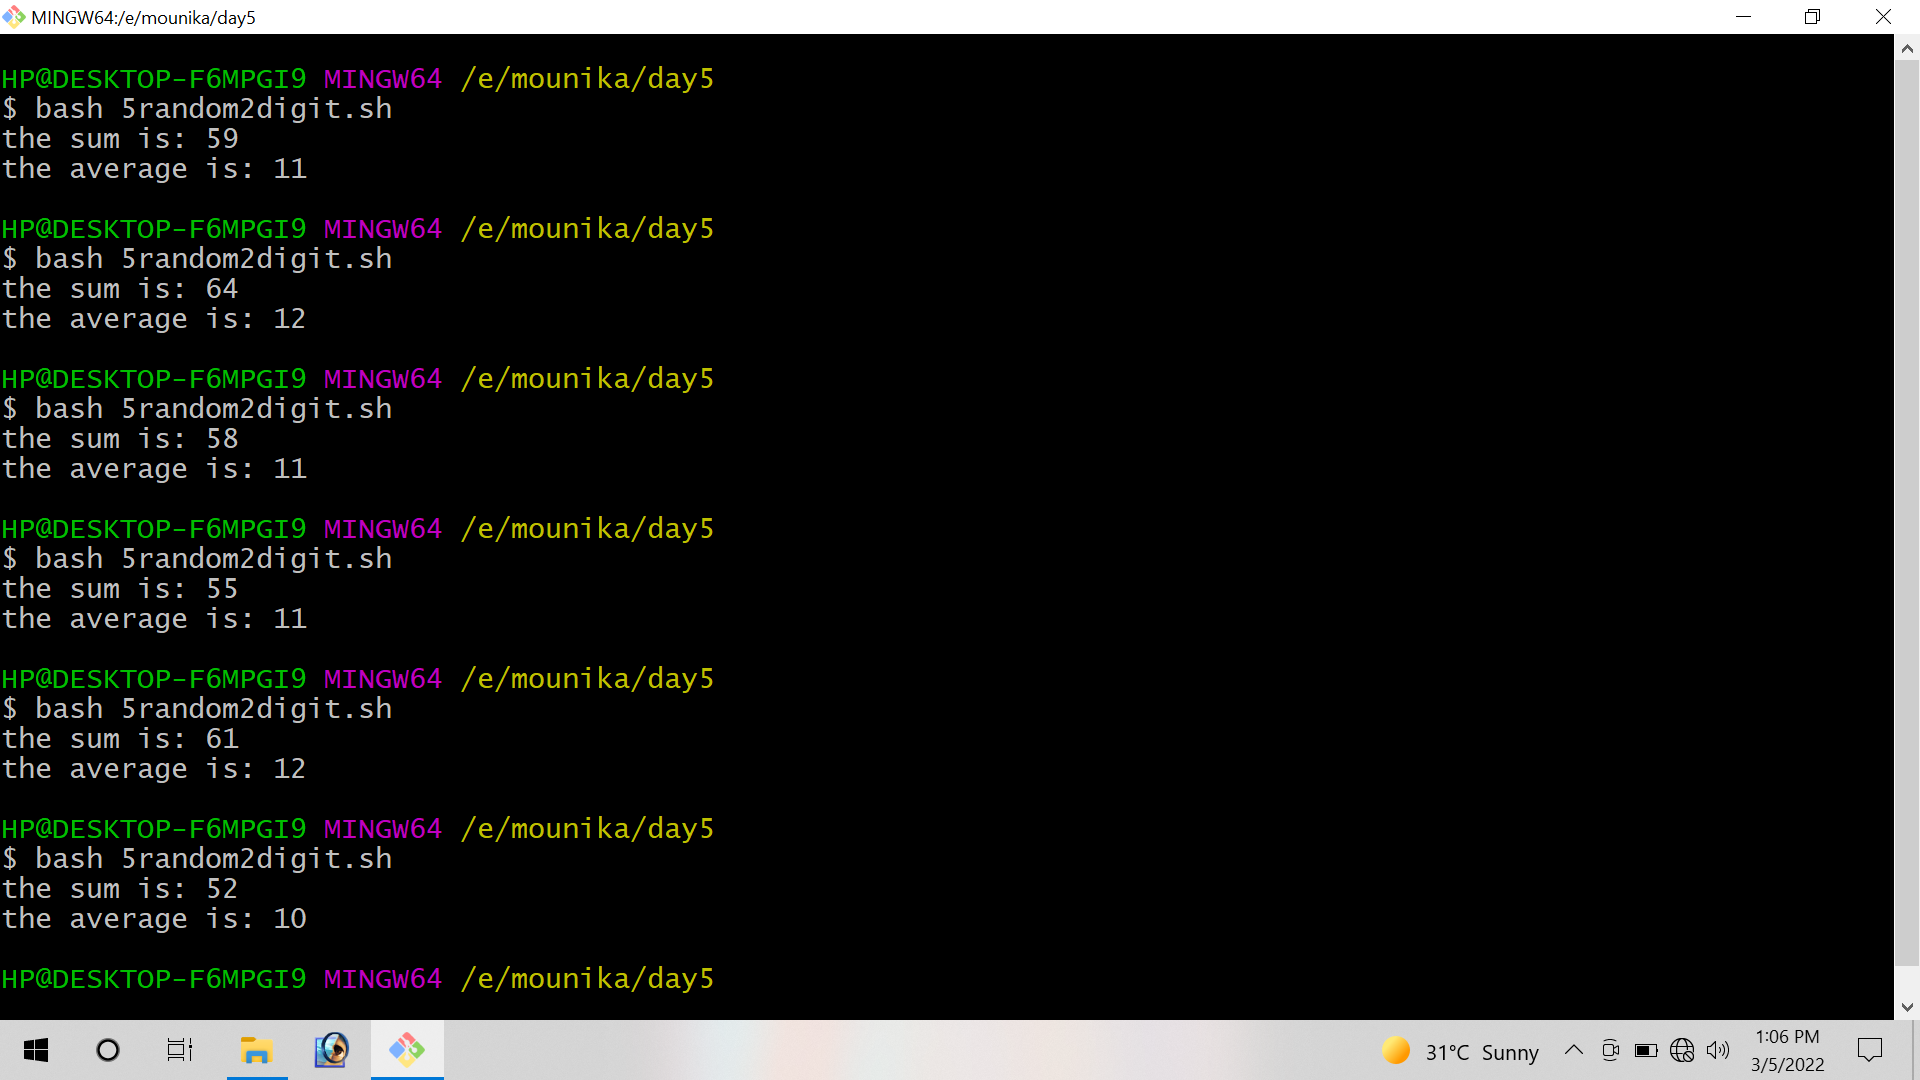 MINGW64:/e/mounika/day5
HP@DESKTOP-F6MPGI9 MINGW64 /e/mounika/day5
$ bash 5random2digit.sh
the sum is: 59
the average is: 11
HP@DESKTOP-F6MPGI9 MINGW64 /e/mounika/day5
$ bash 5random2digit.sh
the sum is: 64
the average is: 12
HP@DESKTOP-F6MPGI9 MINGW64 /e/mounika/day5
$ bash 5random2digit.sh
the sum is: 58
the average is: 11
HP@DESKTOP-F6MPGI9 MINGW64 /e/mounika/day5
$ bash 5random2digit.sh
the sum is: 55
the average is: 11
HP@DESKTOP-F6MPGI9 MINGW64 /e/mounika/day5
$ bash 5random2digit.sh
the sum is: 61
the average is: 12
HP@DESKTOP-F6MPGI9 MINGW64 /e/mounika/day5
$ bash 5random2digit.sh
the sum is: 52
the average is: 10
HP@DESKTOP-F6MPGI9 MINGW64 /e/mounika/day5
31°C Sunny
1:06 PM
3/5/2022